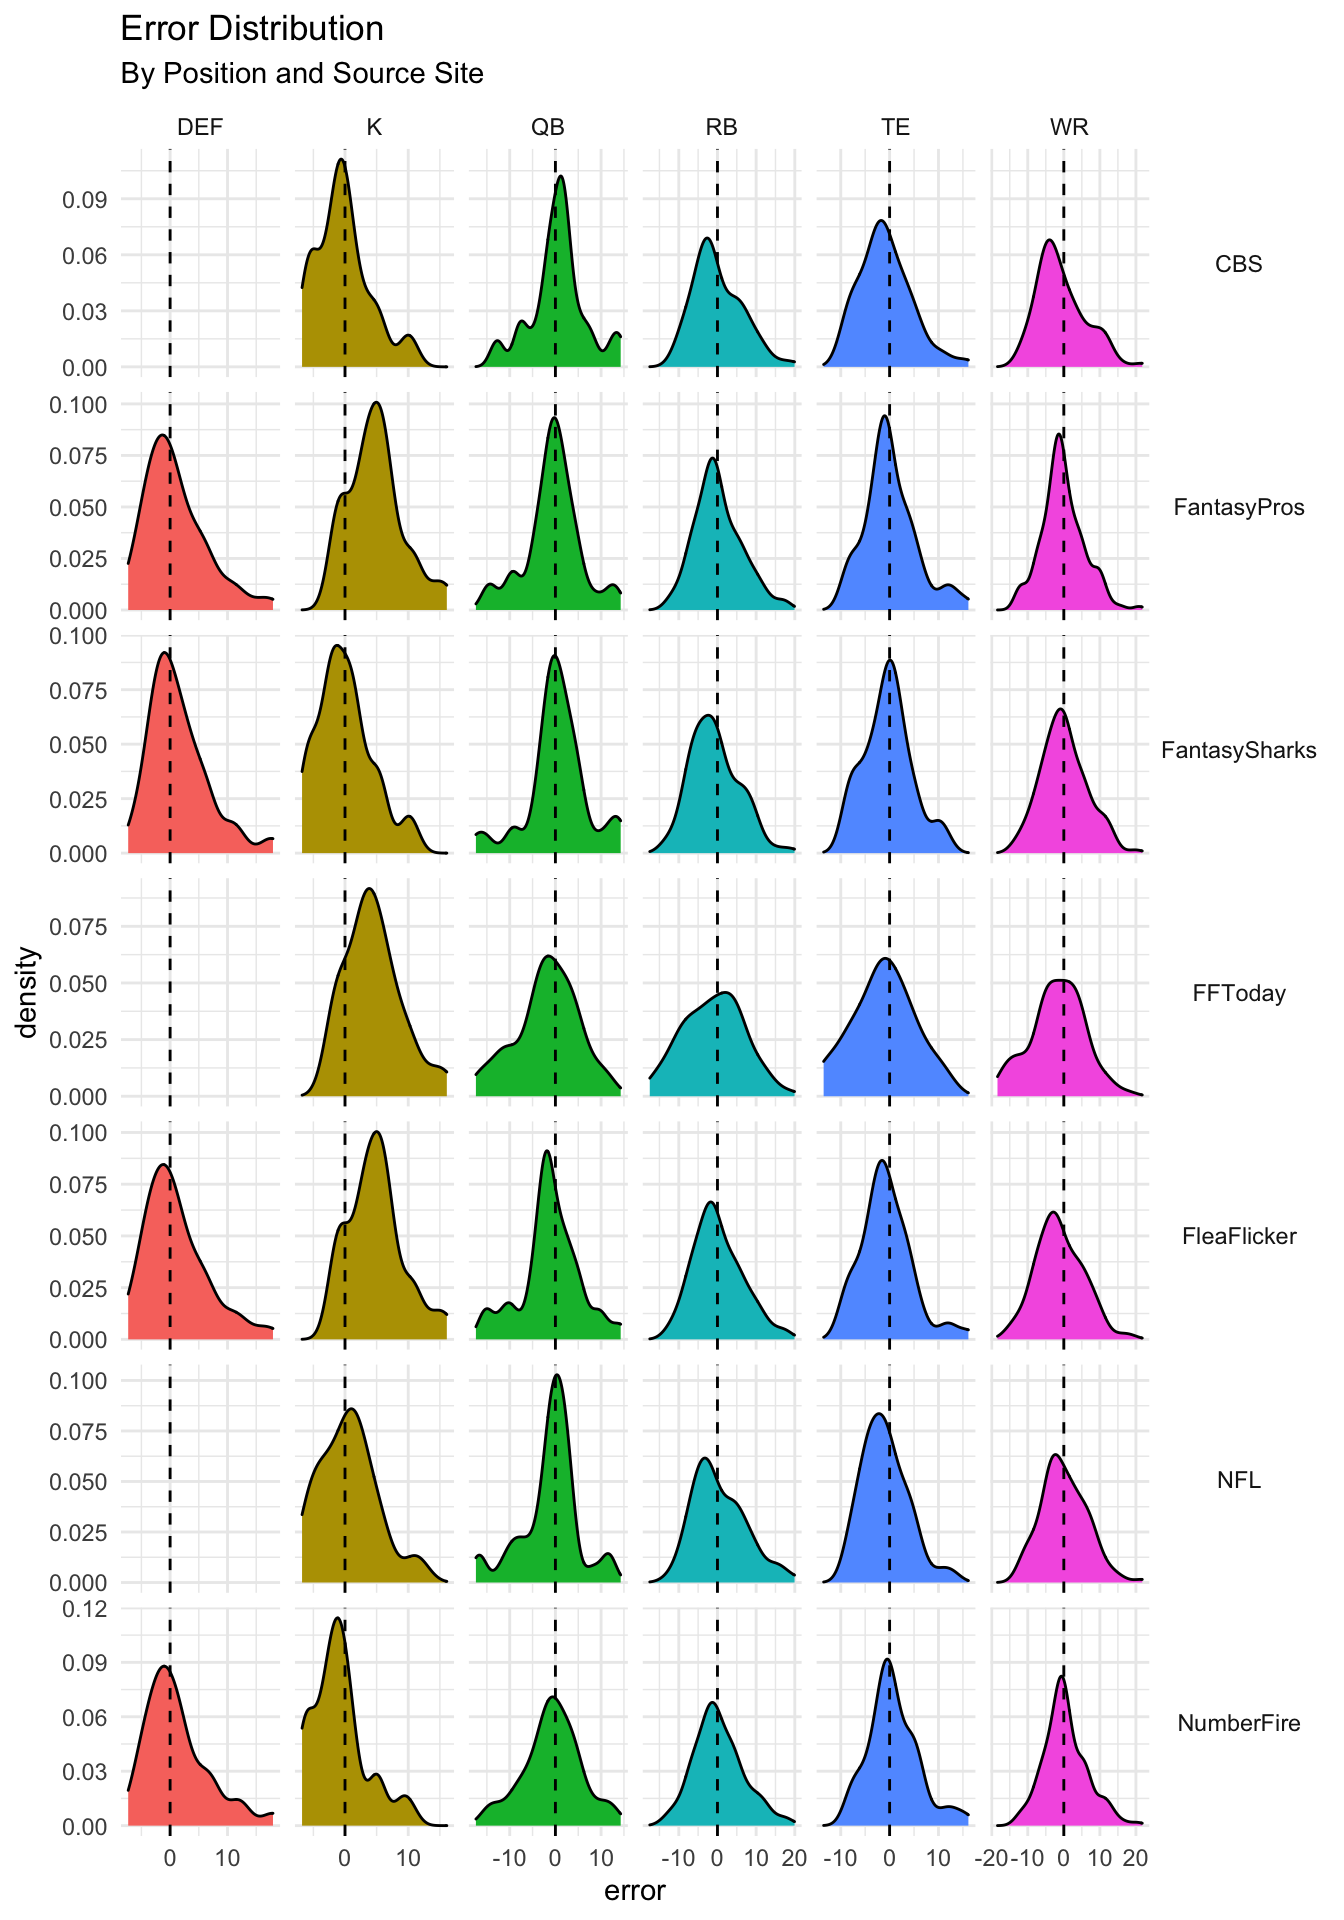 Error Distribution
By Position and Source Site
DEF K QB RB TE WR
0.09
0.06
0.03
0.00
CBS
0.100
0.075
0.050
0.025
0.000
FantasyPros
0.100
0.075
0.050
0.025
0.000
FantasySharks
0.075
0.050
0.025
0.000
FFToday
0.100
0.075
0.050
0.025
0.000
FleaFlicker
0.100
0.075
0.050
0.025
0.000
NFL
0.12
0.09
0.06
0.03
0.00
NumberFire
density
0 10 0 10 -10 0 10 -10 0 10 20 -10 0 10 -20 -10 0 10 20
error